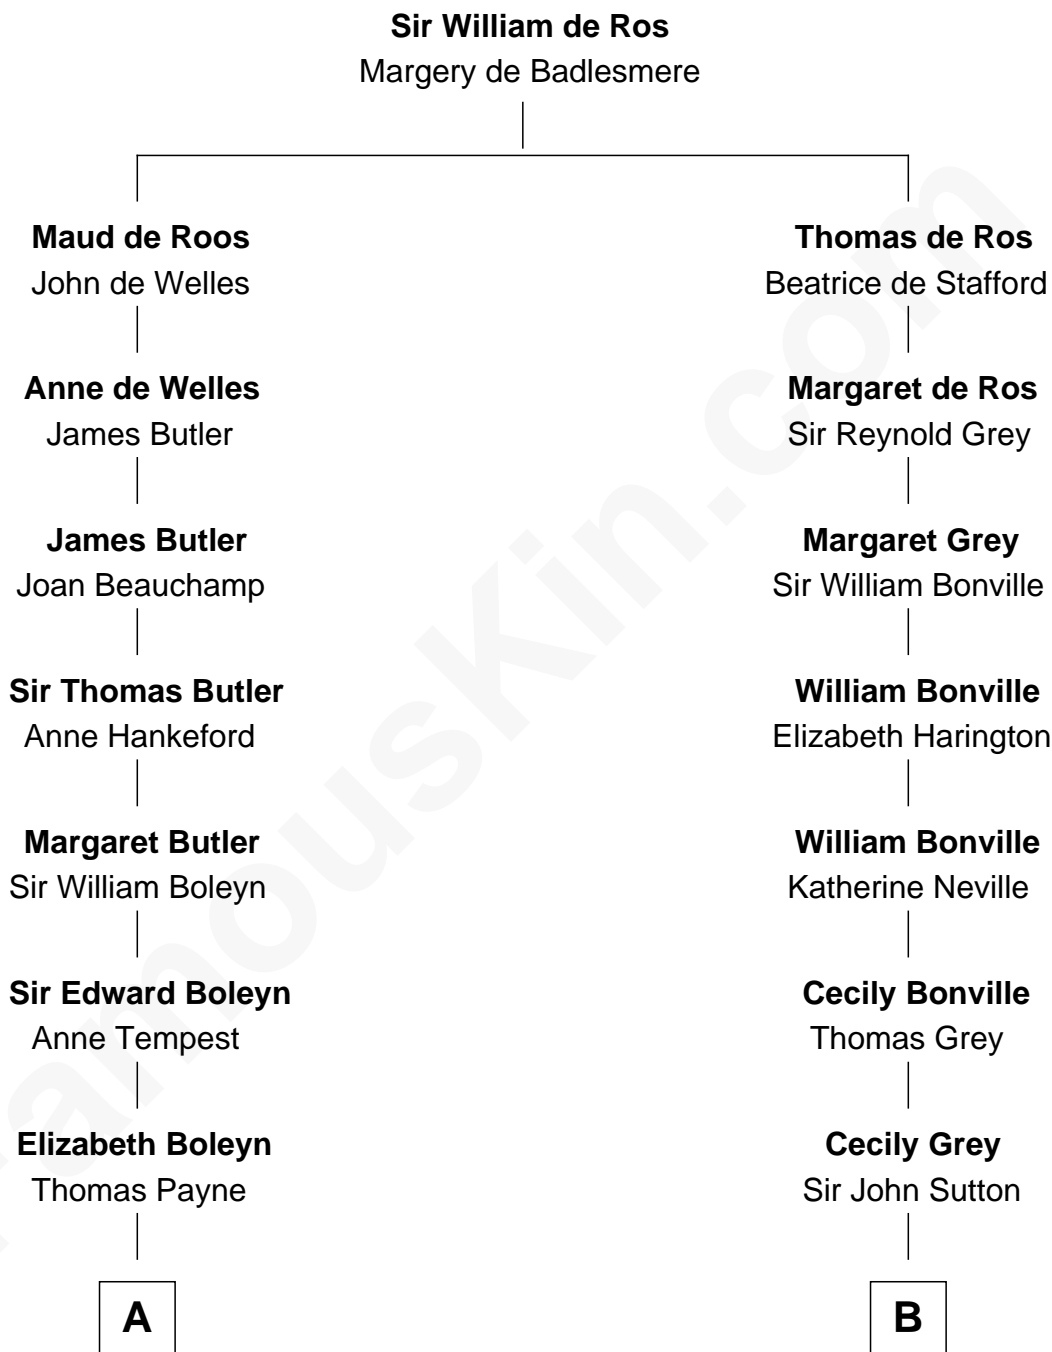 Sir William de Ros
Margery de Badlesmere
Maud de Roos
John de Welles
Thomas de Ros
Beatrice de Stafford
Anne de Welles
James Butler
Margaret de Ros
Sir Reynold Grey
James Butler
Joan Beauchamp
Margaret Grey
Sir William Bonville
Sir Thomas Butler
Anne Hankeford
William Bonville
Elizabeth Harington
Margaret Butler
Sir William Boleyn
William Bonville
Katherine Neville
Sir Edward Boleyn
Anne Tempest
Cecily Bonville
Thomas Grey
Elizabeth Boleyn
Thomas Payne
Cecily Grey
Sir John Sutton
A
B
FamousKin.com